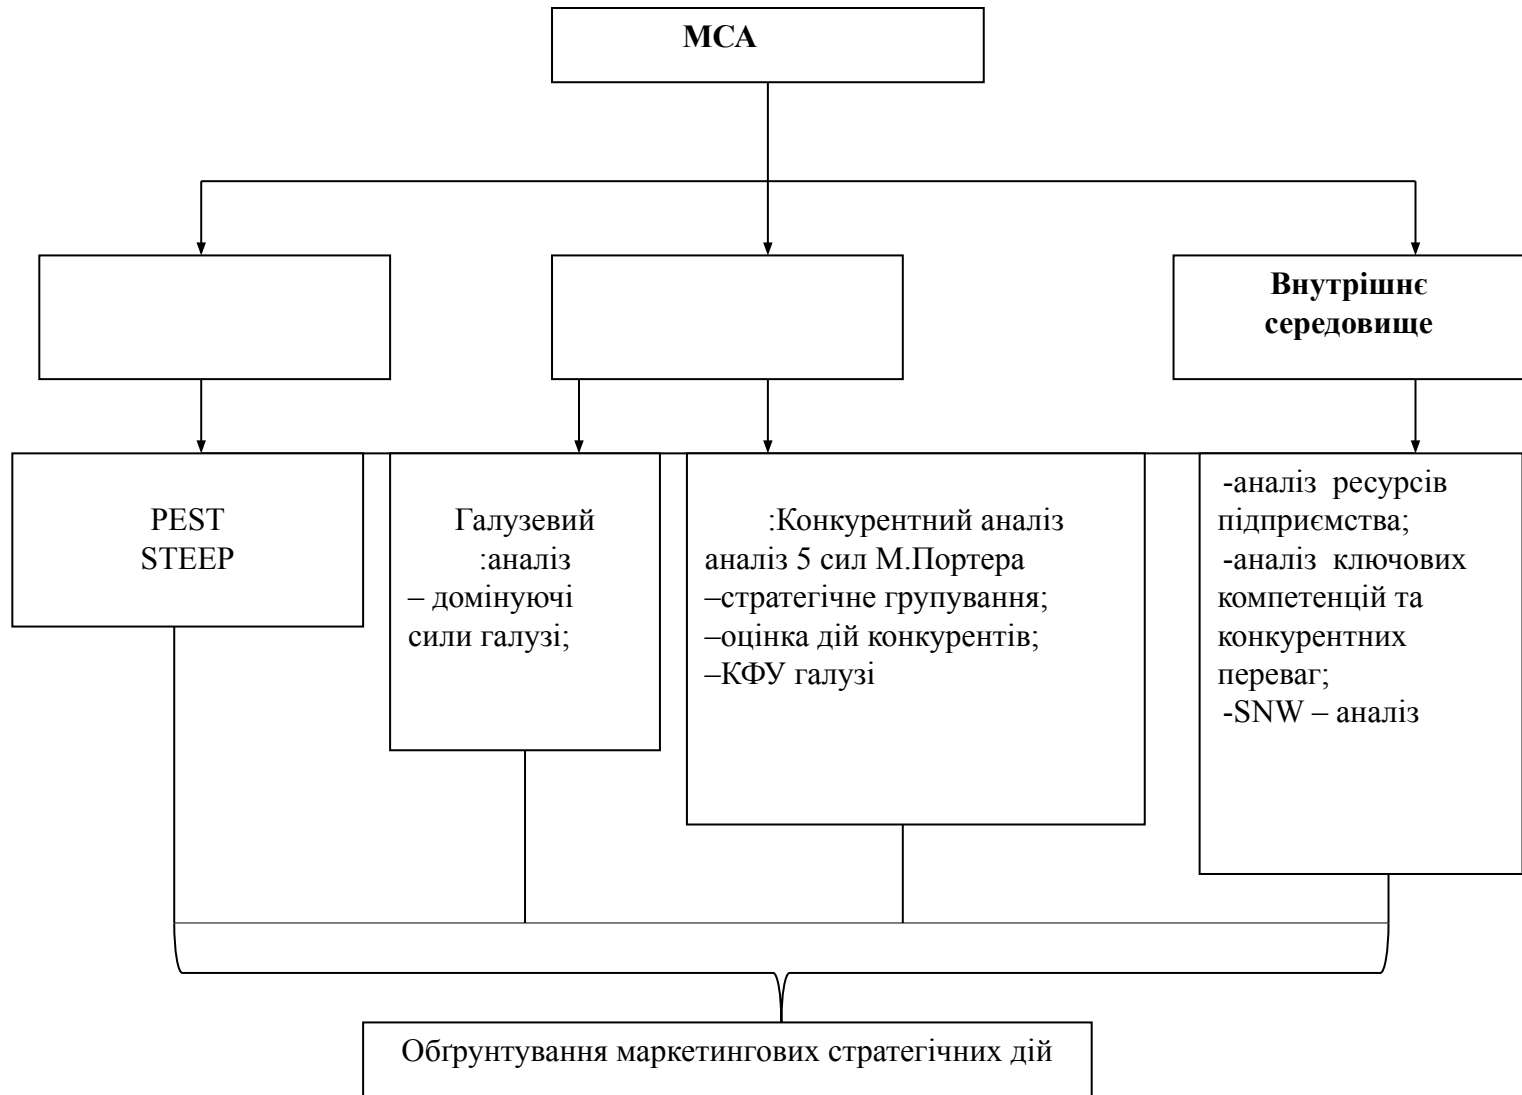 МСА
Внутрішнє
середовище
PEST
STEEP
Галузевий
:аналіз
– домінуючі
сили галузі;
:Конкурентний аналіз
аналіз 5 сил М.Портера
–стратегічне групування;
–оцінка дій конкурентів;
–КФУ галузі
-аналіз ресурсів
підприємства;
-аналіз ключових
компетенцій та
конкурентних
переваг;
-SNW – аналіз
Обґрунтування маркетингових стратегічних дій